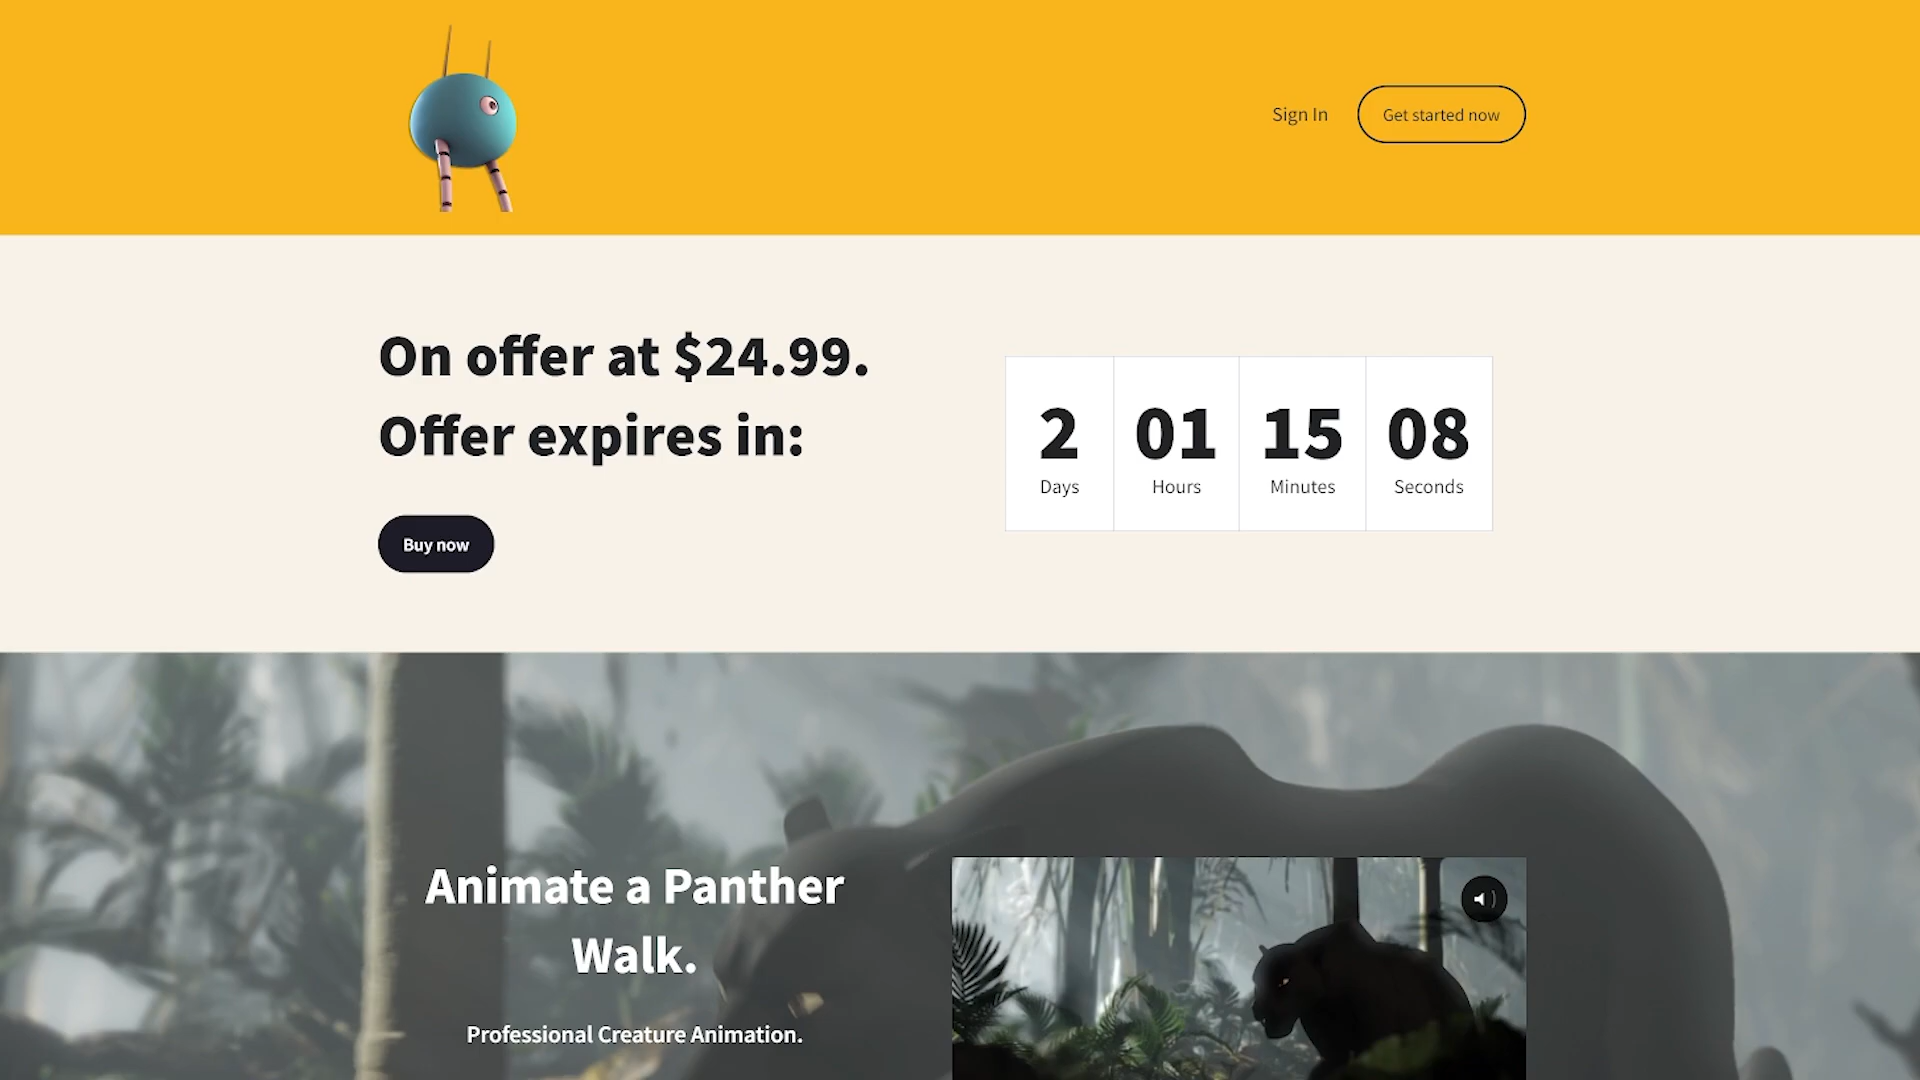 Sign In
Get started now
On offer at $24.99.
Offer expires in:
2
01
15
08
Days
Hours
Minutes
Seconds
Buy now
Animate a Panther
Walk.
Professional Creature Animation.